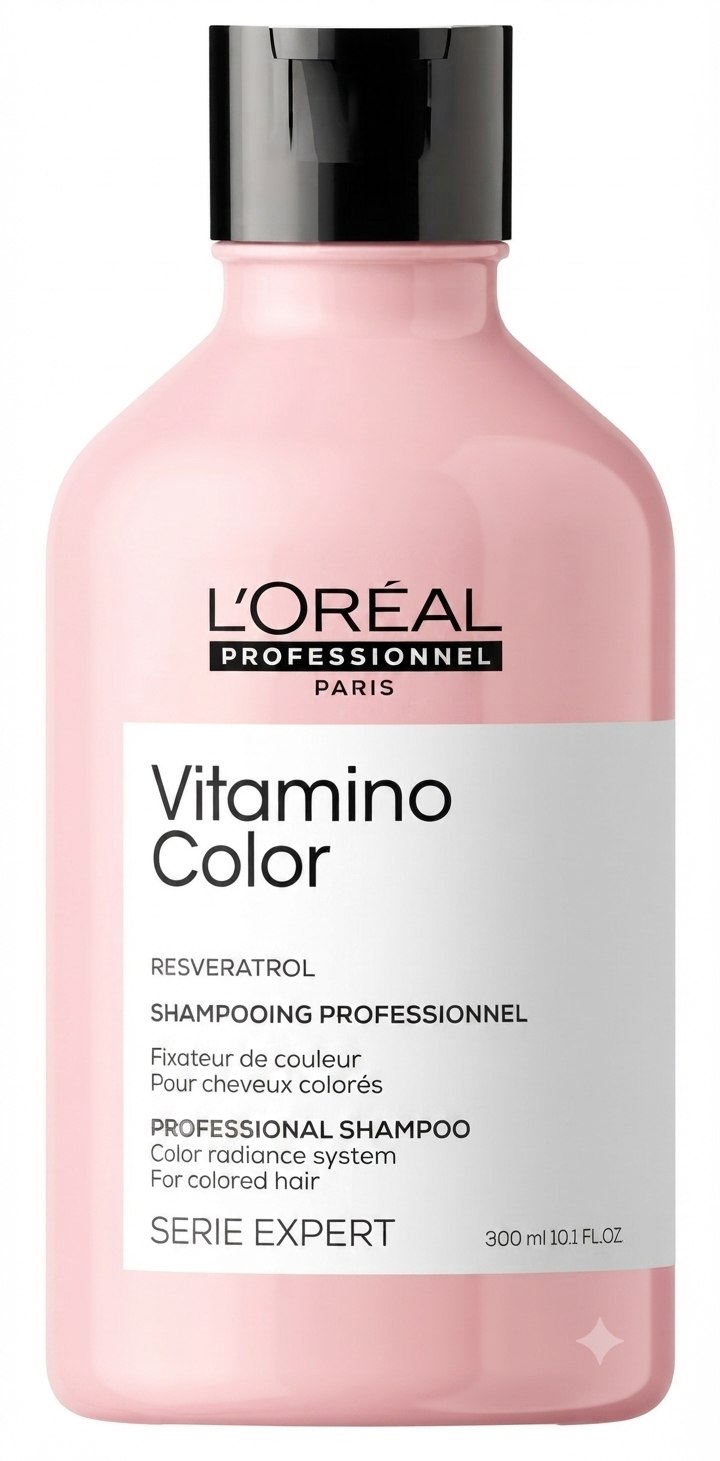 L'ORÉAL
PROFESSIONNEL
PARIS
Vitamino
Color
RESVERATROL
SHAMPOOING PROFESSIONNEL
Fixateur de couleur
Pour cheveux colorés
PROFESSIONAL SHAMPOO
Color radiance system
For colored hair
SERIE EXPERT
300 ml 10.1 FL.OZ